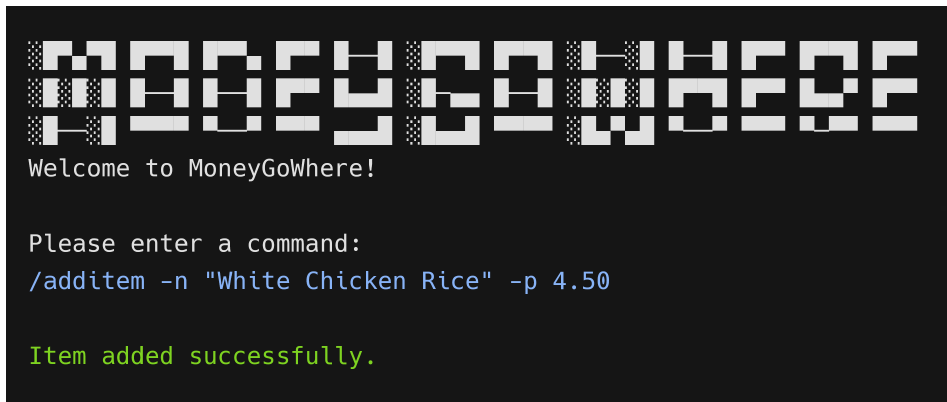 MONEYGOWHERE
Welcome to MoneyGoWhere!
Please enter a command:
/additem -n "White Chicken Rice" -p 4.50
Item added successfully.